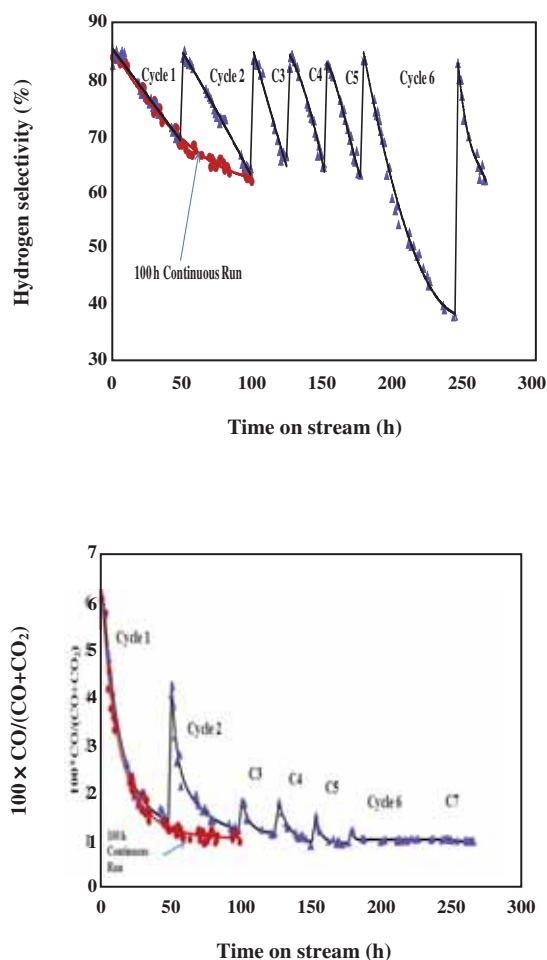 Hydrogen selectivity (%)
90
80
70
60
50
40
30
Cycle 1
Cycle 2
C3
C4
C5
Cycle 6
100 h Continuous Run
0
50
100
150
200
250
300
Time on stream (h)
100 × CO/(CO+CO₂)
100* CO/(CO+CO₂)
7
6
5
4
3
2
1
0
Cycle 1
Cycle 2
C3
C4
C5
Cycle 6
C7
100 h
Continuous
Run
0
50
100
150
200
250
300
Time on stream (h)